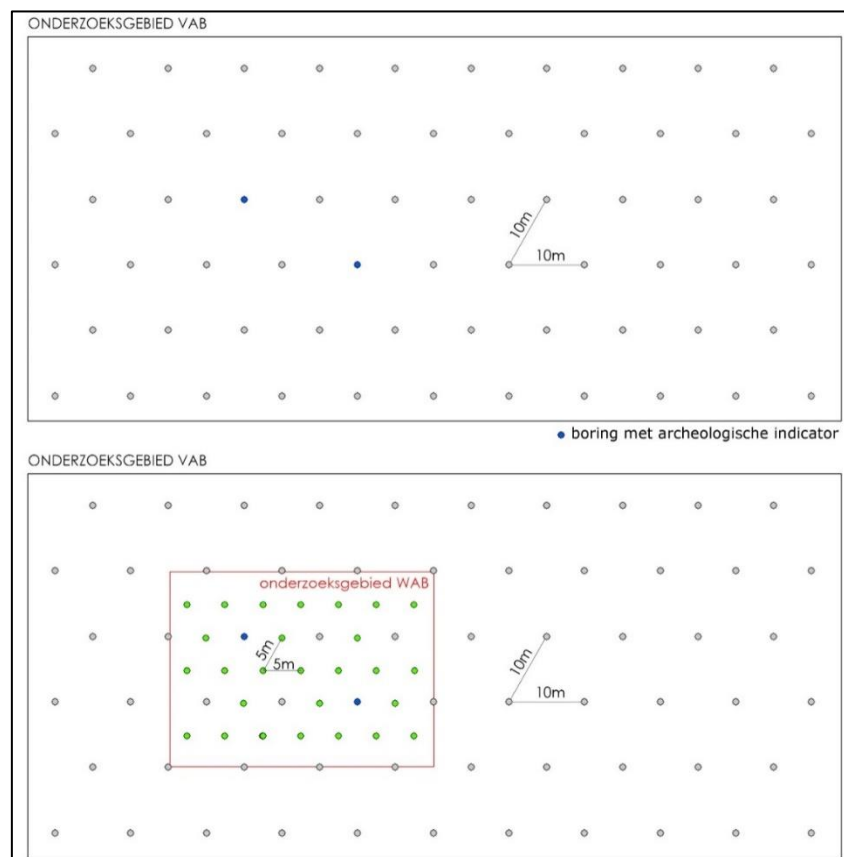 ONDERZOEKSGEBIED VAB
10m
10m
boring met archeologische indicator
ONDERZOEKSGEBIED VAB
onderzoeksgebied WAB
5m
5m
10m
10m